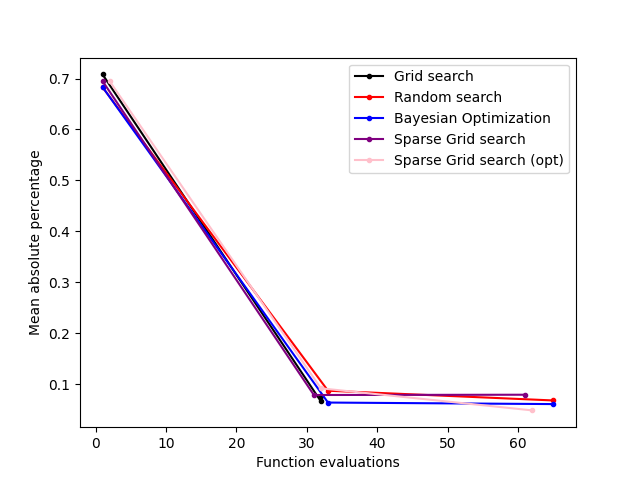 Grid search
Random search
Bayesian Optimization
Sparse Grid search
Sparse Grid search (opt)
Mean absolute percentage
0.7
0.6
0.5
0.4
0.3
0.2
0.1
0 10 20 30 40 50 60
Function evaluations